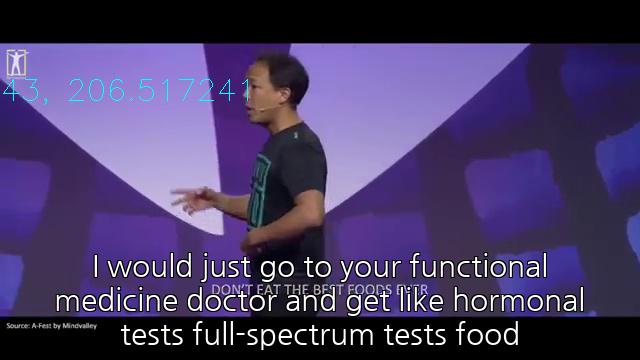 43, 206.517241
I would just go to your functional
DON'T EAT THE BEST FOODS EVER
medicine doctor and get like hormonal
tests full-spectrum tests food
Source: A-Fest by Mindvalley